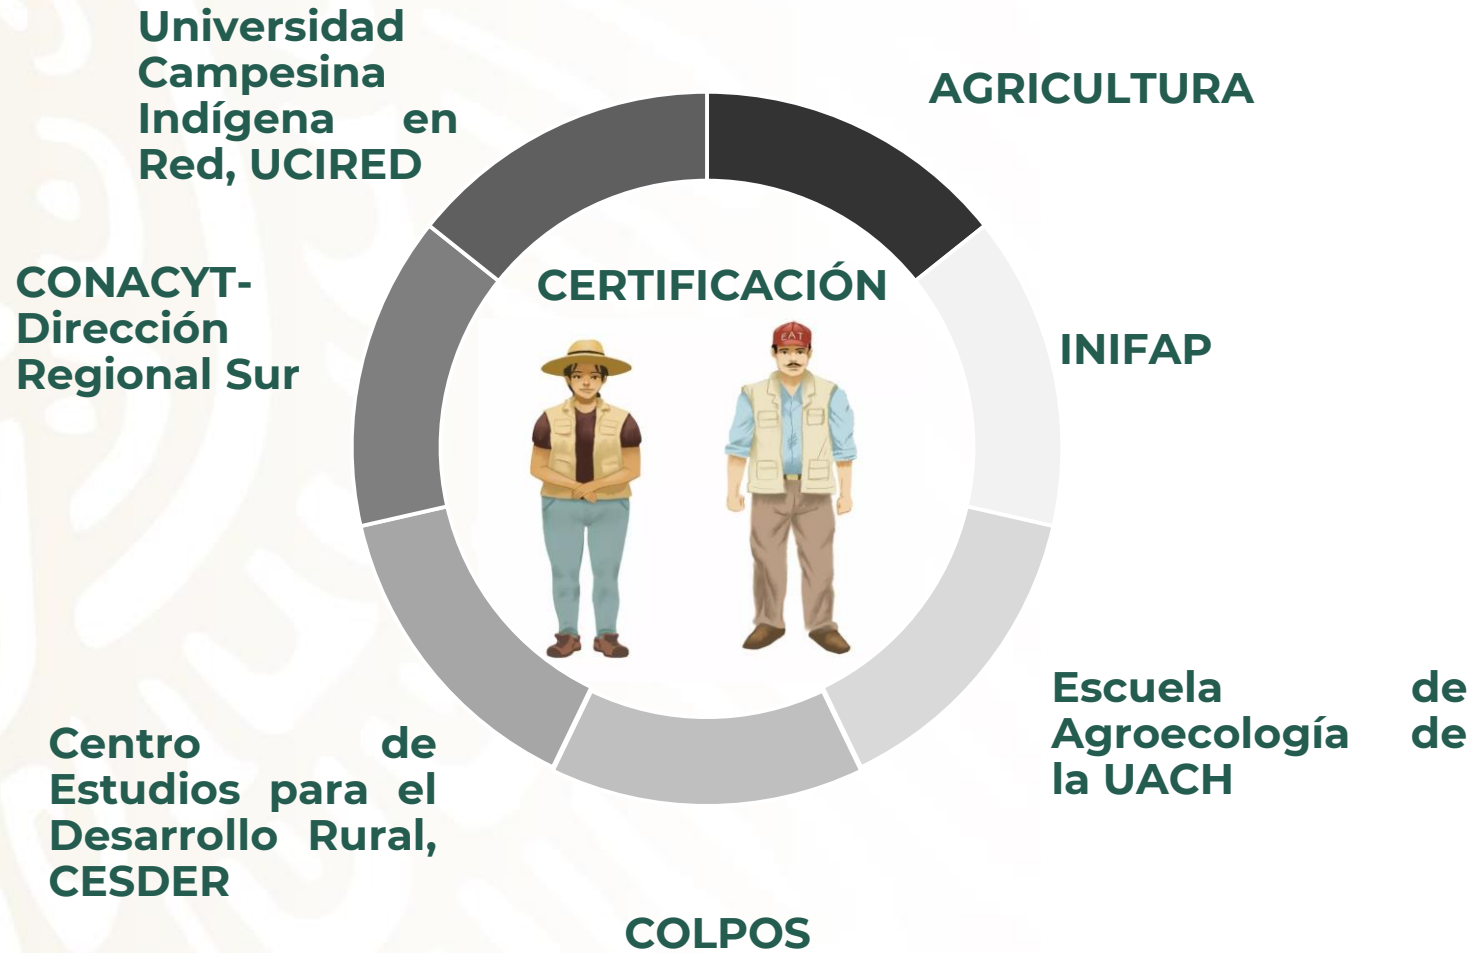 Universidad
Campesina
Indígena en
Red, UCIRED
AGRICULTURA
CONACYT-
Dirección
Regional Sur
CERTIFICACIÓN
EAT
INIFAP
Escuela de
Agroecología de
la UACH
Centro de
Estudios para el
Desarrollo Rural,
CESDER
COLPOS